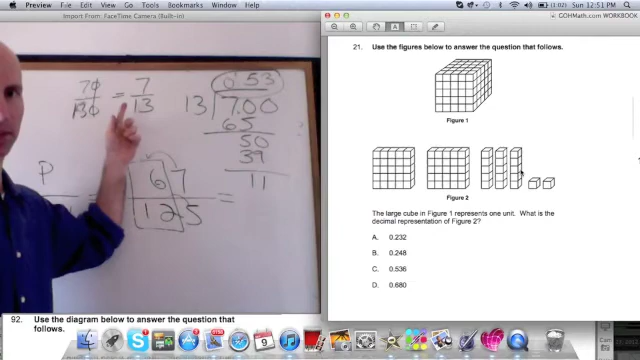 Preview File Edit View Go Tools Bookmarks Window Help
(1:02) Sun 12:51 PM
Import from FaceTime Camera (Built-in)
GOHMath.com WORKBOOK
70/130 = 7/13
0.53
13 7.00
65
50
39
11
P
67
125
=
21. Use the figures below to answer the question that follows.
Figure 1
Figure 2
The large cube in Figure 1 represents one unit. What is the
decimal representation of Figure 2?
A. 0.232
B. 0.248
C. 0.536
D. 0.680
92. Use the diagram below to answer the question that
follows.
9